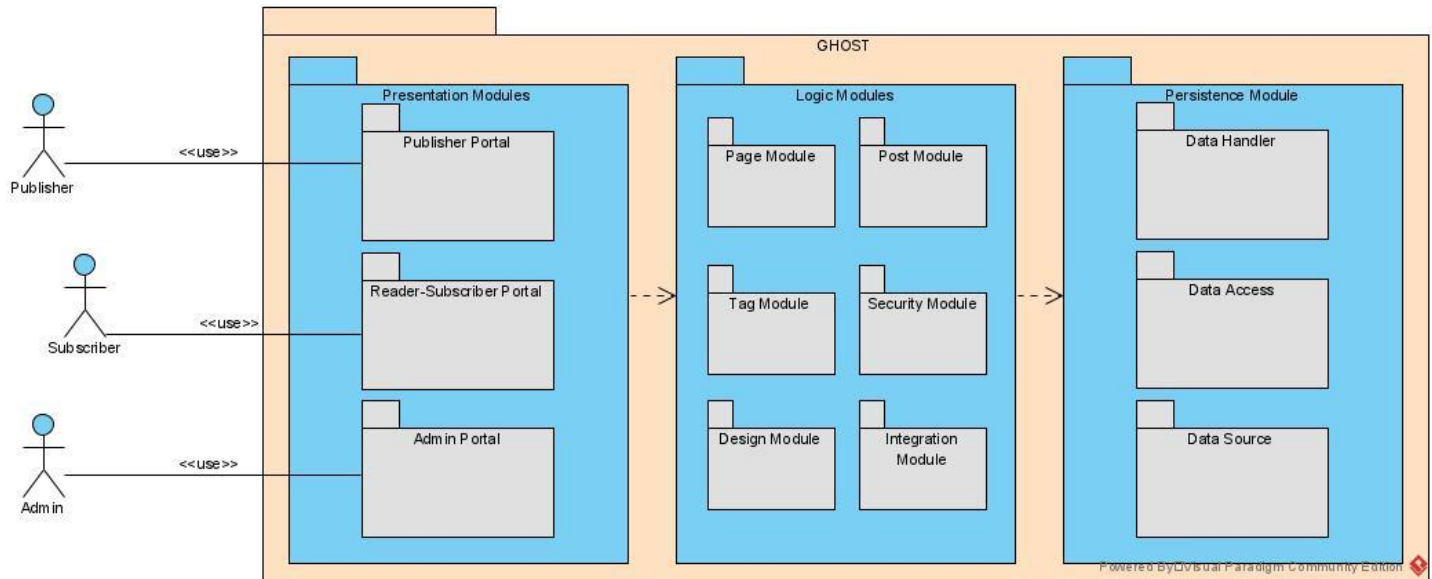 GHOST
Presentation Modules
Logic Modules
Persistence Module
Publisher Portal
Page Module
Post Module
Data Handler
<<use>>
Publisher
Reader-Subscriber Portal
Tag Module
Security Module
Data Access
<<use>>
Subscriber
Admin Portal
Design Module
Integration
Module
Data Source
<<use>>
Admin
Powered By□Visual Paradigm Community Edition